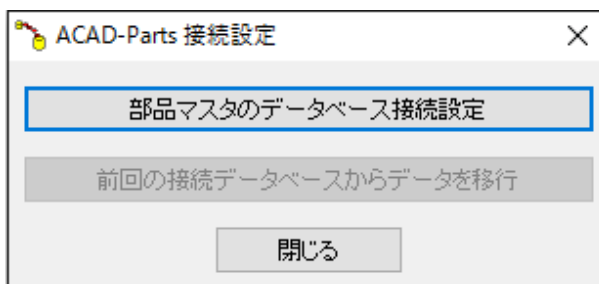 ACAD-Parts 接続設定
部品マスタのデータベース接続設定
前回の接続データベースからデータを移行
閉じる